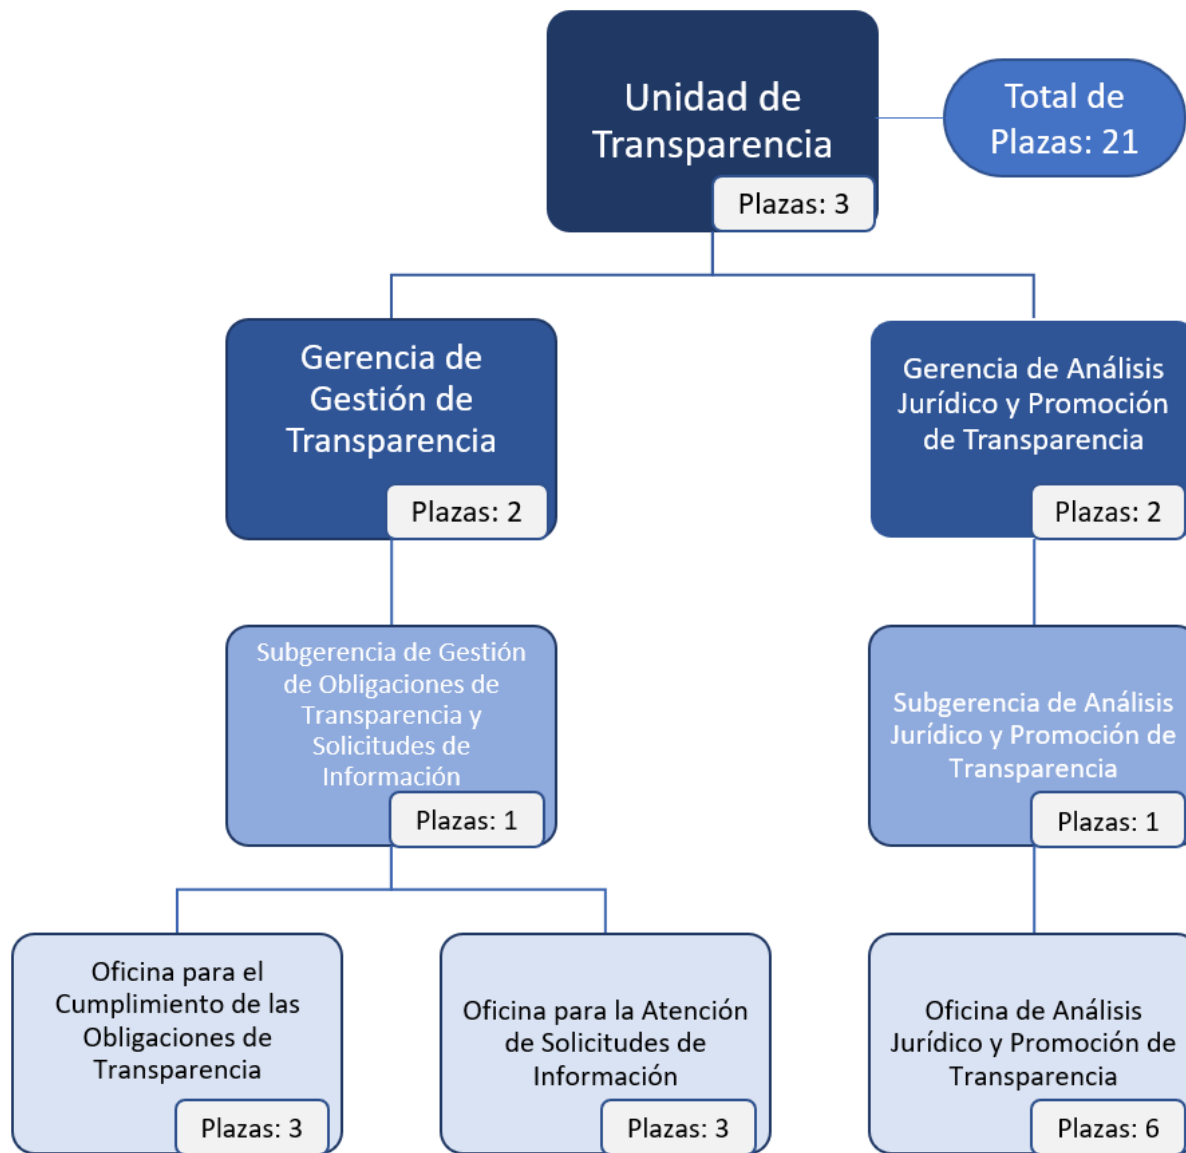 Unidad de
Transparencia
Plazas: 3
Total de
Plazas: 21
Gerencia de
Gestión de
Transparencia
Plazas: 2
Gerencia de Análisis
Jurídico y Promoción
de Transparencia
Plazas: 2
Subgerencia de Gestión
de Obligaciones de
Transparencia y
Solicitudes de
Información
Plazas: 1
Subgerencia de Análisis
Jurídico y Promoción de
Transparencia
Plazas: 1
Oficina para el
Cumplimiento de las
Obligaciones de
Transparencia
Plazas: 3
Oficina para la Atención
de Solicitudes de
Información
Plazas: 3
Oficina de Análisis
Jurídico y Promoción de
Transparencia
Plazas: 6